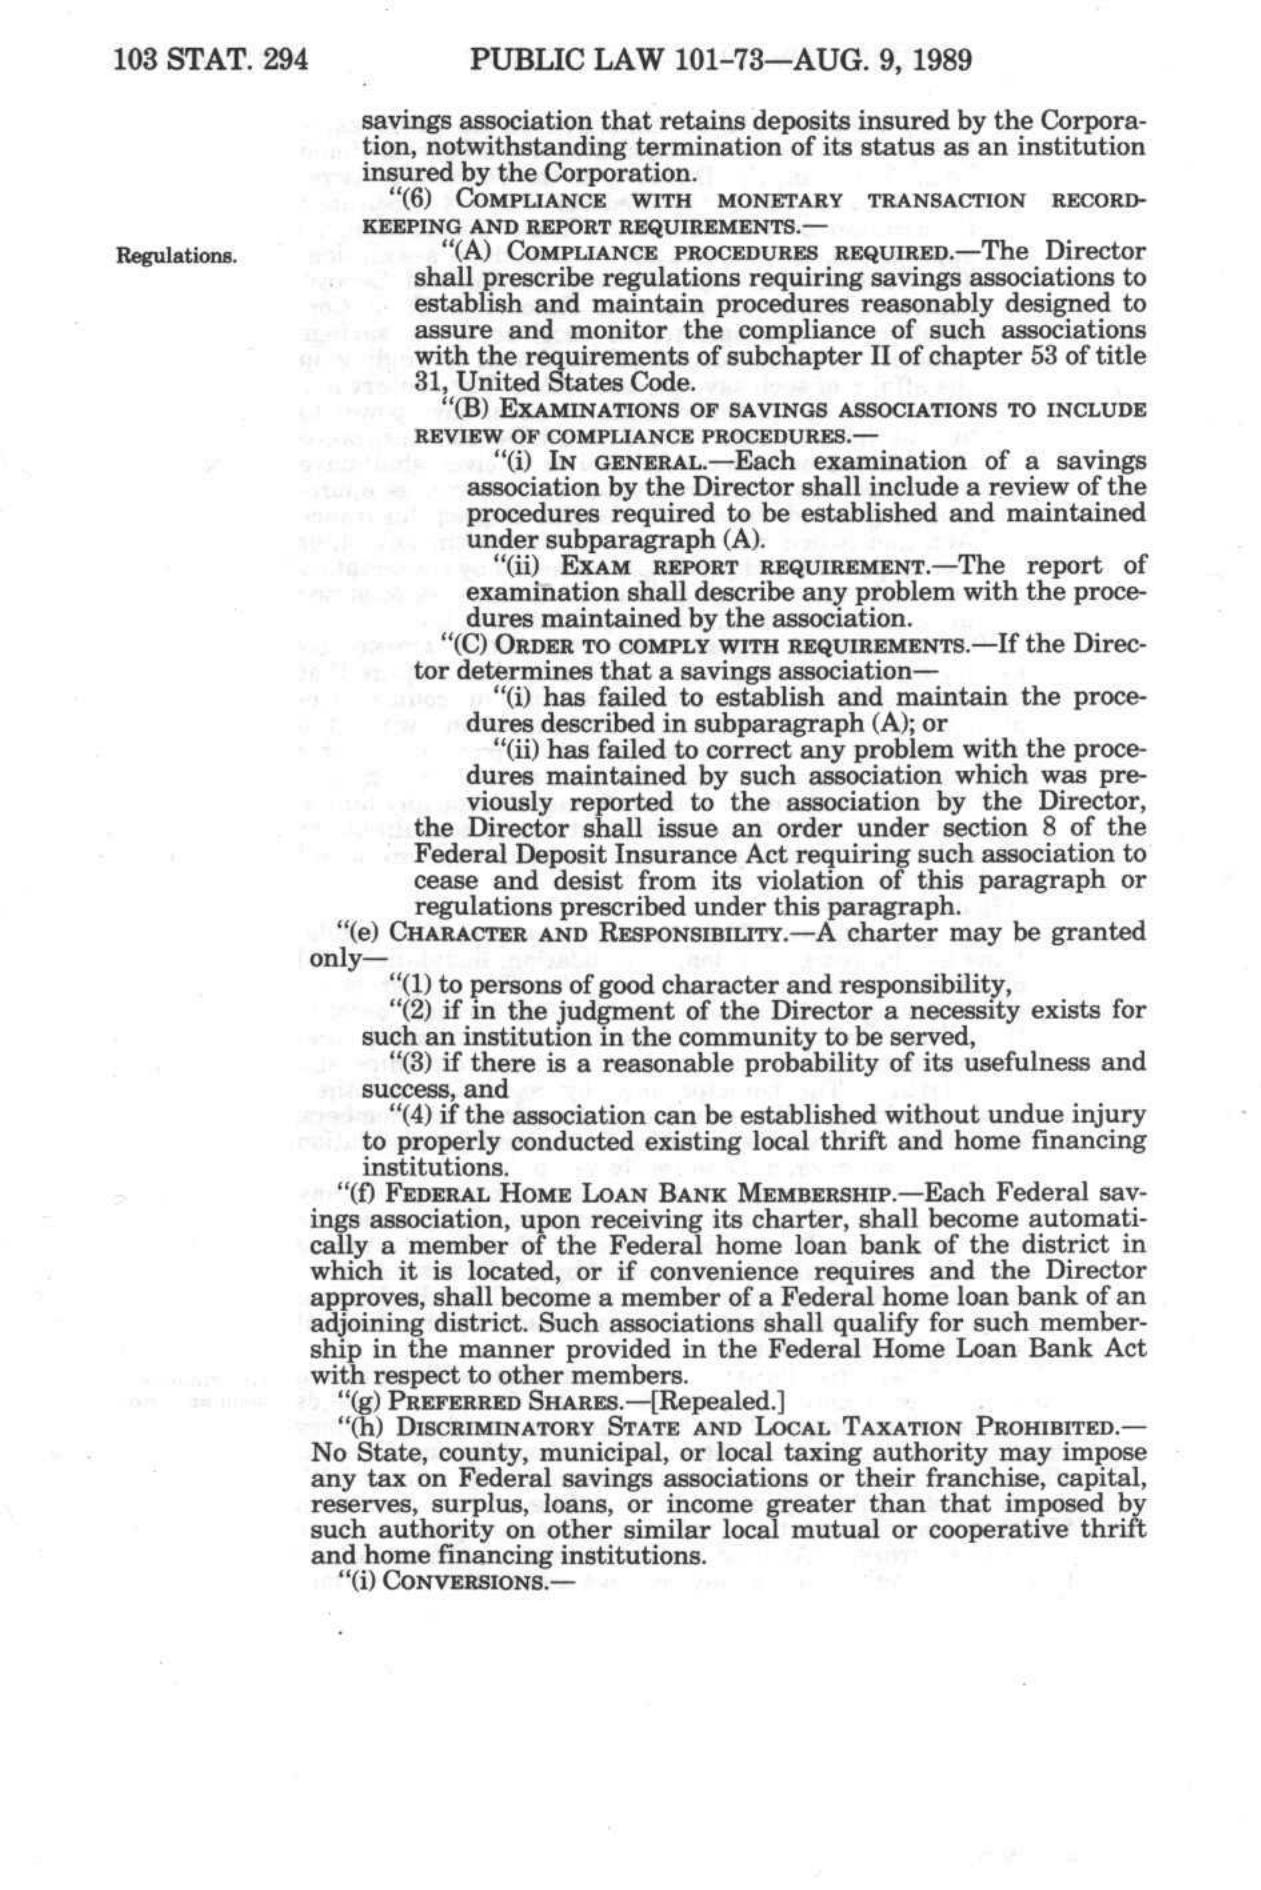 103 STAT. 294 PUBLIC LAW 101-73—AUG. 9, 1989
savings association that retains deposits insured by the Corpora-
tion, notwithstanding termination of its status as an institution
insured by the Corporation.
“(6) COMPLIANCE WITH MONETARY TRANSACTION RECORD-
KEEPING AND REPORT REQUIREMENTS.—
Regulations.
“(A) COMPLIANCE PROCEDURES REQUIRED.—The Director
shall prescribe regulations requiring savings associations to
establish and maintain procedures reasonably designed to
assure and monitor the compliance of such associations
with the requirements of subchapter II of chapter 53 of title
31, United States Code.
“(B) EXAMINATIONS OF SAVINGS ASSOCIATIONS TO INCLUDE
REVIEW OF COMPLIANCE PROCEDURES.—
“(i) IN GENERAL.—Each examination of a savings
association by the Director shall include a review of the
procedures required to be established and maintained
under subparagraph (A).
“(ii) EXAM REPORT REQUIREMENT.—The report of
examination shall describe any problem with the proce-
dures maintained by the association.
“(C) ORDER TO COMPLY WITH REQUIREMENTS.—If the Direc-
tor determines that a savings association—
“(i) has failed to establish and maintain the proce-
dures described in subparagraph (A); or
“(ii) has failed to correct any problem with the proce-
dures maintained by such association which was pre-
viously reported to the association by the Director,
the Director shall issue an order under section 8 of the
Federal Deposit Insurance Act requiring such association to
cease and desist from its violation of this paragraph or
regulations prescribed under this paragraph.
“(e) CHARACTER AND RESPONSIBILITY.—A charter may be granted
only—
“(1) to persons of good character and responsibility,
“(2) if in the judgment of the Director a necessity exists for
such an institution in the community to be served,
“(3) if there is a reasonable probability of its usefulness and
success, and
“(4) if the association can be established without undue injury
to properly conducted existing local thrift and home financing
institutions.
“(f) FEDERAL HOME LOAN BANK MEMBERSHIP.—Each Federal sav-
ings association, upon receiving its charter, shall become automati-
cally a member of the Federal home loan bank of the district in
which it is located, or if convenience requires and the Director
approves, shall become a member of a Federal home loan bank of an
adjoining district. Such associations shall qualify for such member-
ship in the manner provided in the Federal Home Loan Bank Act
with respect to other members.
“(g) PREFERRED SHARES.—[Repealed.]
“(h) DISCRIMINATORY STATE AND LOCAL TAXATION PROHIBITED.—
No State, county, municipal, or local taxing authority may impose
any tax on Federal savings associations or their franchise, capital,
reserves, surplus, loans, or income greater than that imposed by
such authority on other similar local mutual or cooperative thrift
and home financing institutions.
“(i) CONVERSIONS.—